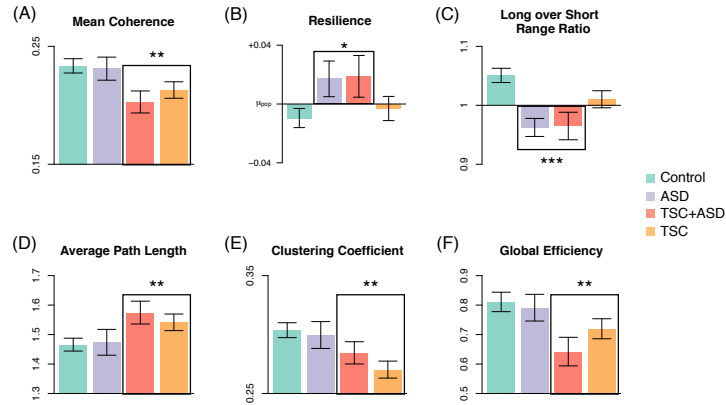 (A)
Mean Coherence
0.25
0.15
**
(B)
Resilience
+0.04
μpop
−0.04
*
(C)
Long over Short
Range Ratio
1.1
1
0.9
***
Control
ASD
TSC+ASD
TSC
(D)
Average Path Length
1.7
1.6
1.5
1.4
1.3
**
(E)
Clustering Coefficient
0.35
0.25
**
(F)
Global Efficiency
0.9
0.8
0.7
0.6
0.5
**